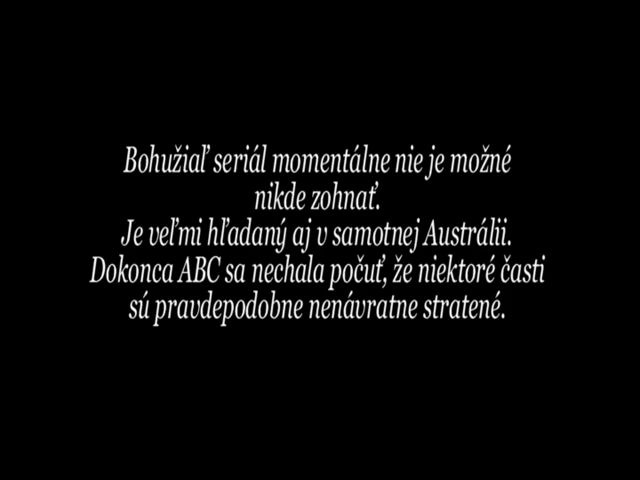 Bohužiaľ seriál momentálne nie je možné
nikde zohnať.
Je veľmi hľadaný aj v samotnej Austrálii.
Dokonca ABC sa nechala počuť, že niektoré časti
sú pravdepodobne nenávratne stratené.